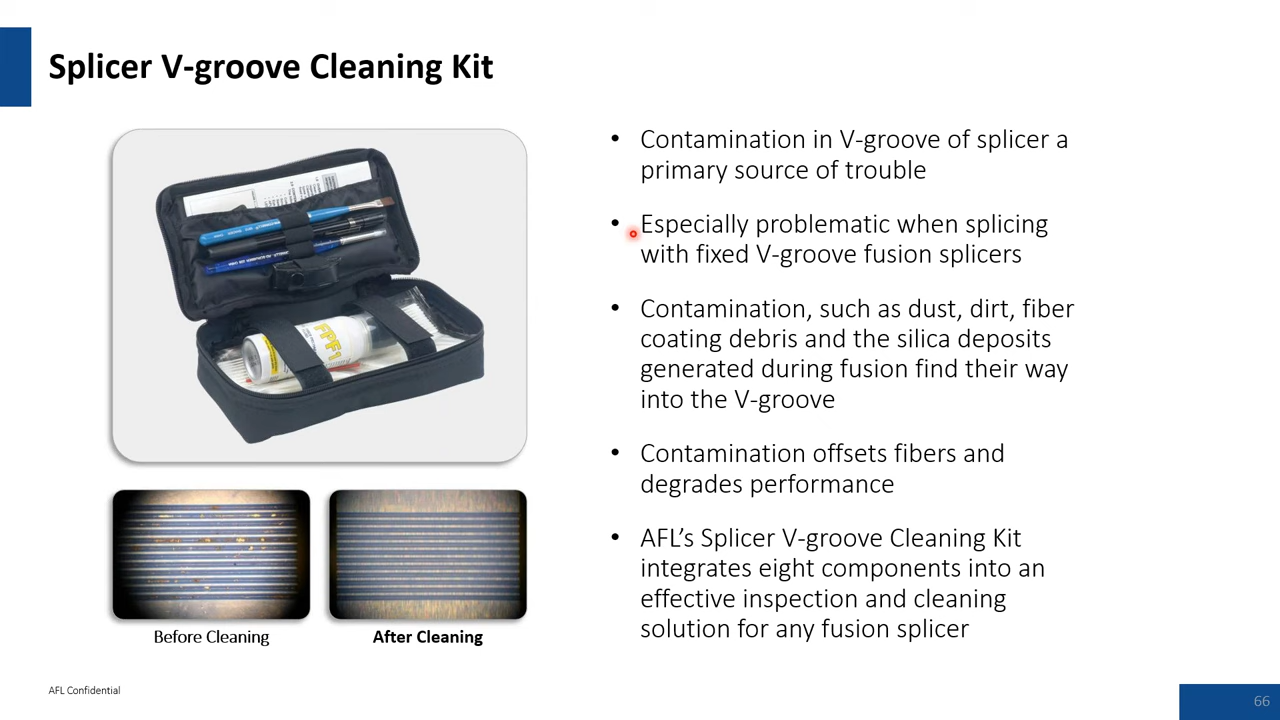 Splicer V-groove Cleaning Kit
• Contamination in V-groove of splicer a
primary source of trouble
• Especially problematic when splicing
with fixed V-groove fusion splicers
• Contamination, such as dust, dirt, fiber
coating debris and the silica deposits
generated during fusion find their way
into the V-groove
• Contamination offsets fibers and
degrades performance
• AFL’s Splicer V-groove Cleaning Kit
integrates eight components into an
effective inspection and cleaning
solution for any fusion splicer
FPF1
Before Cleaning
After Cleaning
AFL Confidential
66